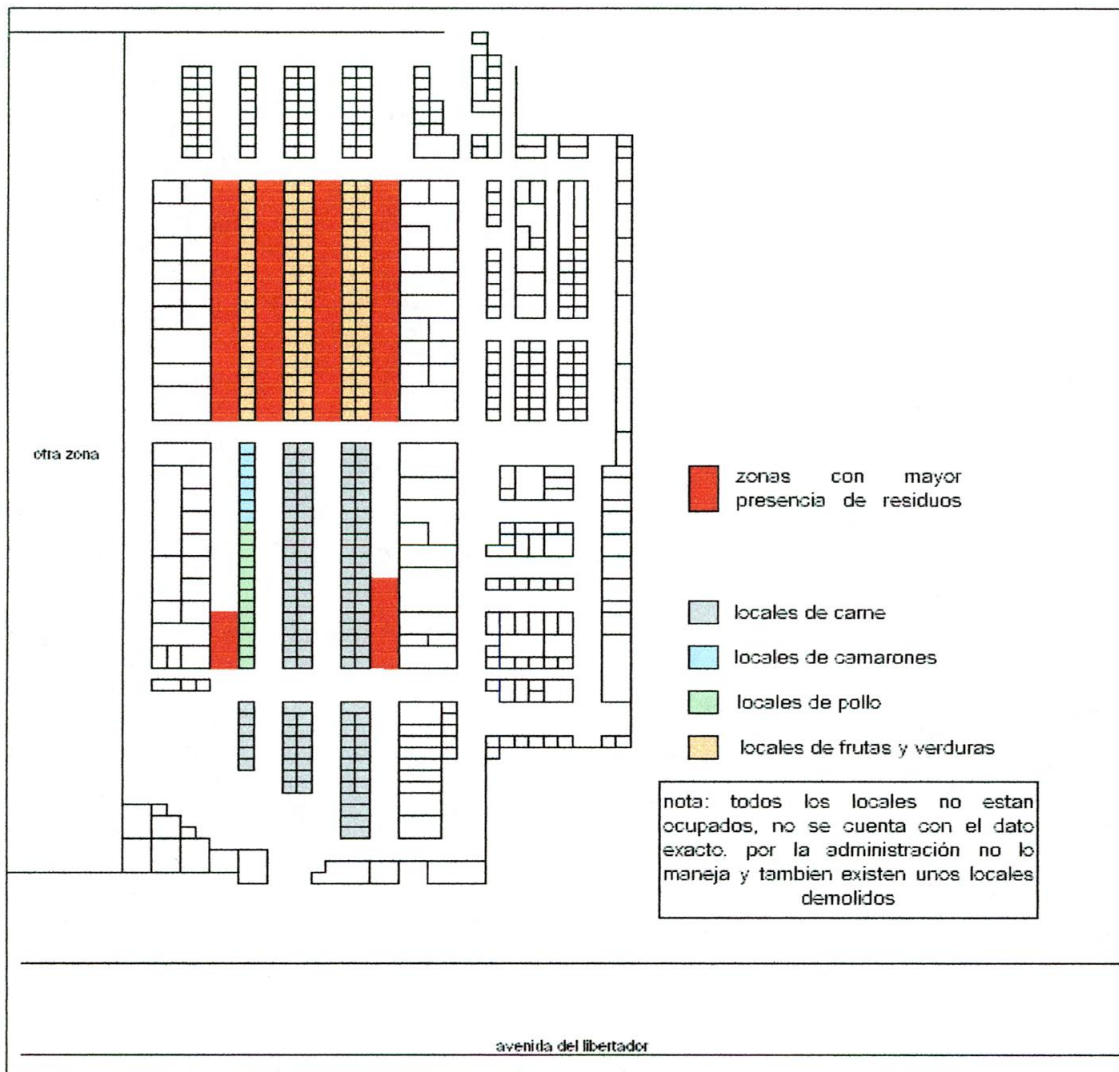 otra zona
zonas con mayor
presencia de residuos
locales de carne
locales de camarones
locales de pollo
locales de frutas y verduras
nota: todos los locales no estan
ocupados, no se cuenta con el dato
exacto. por la administración no lo
maneja y tambien existen unos locales
demolidos
avenida del libertador